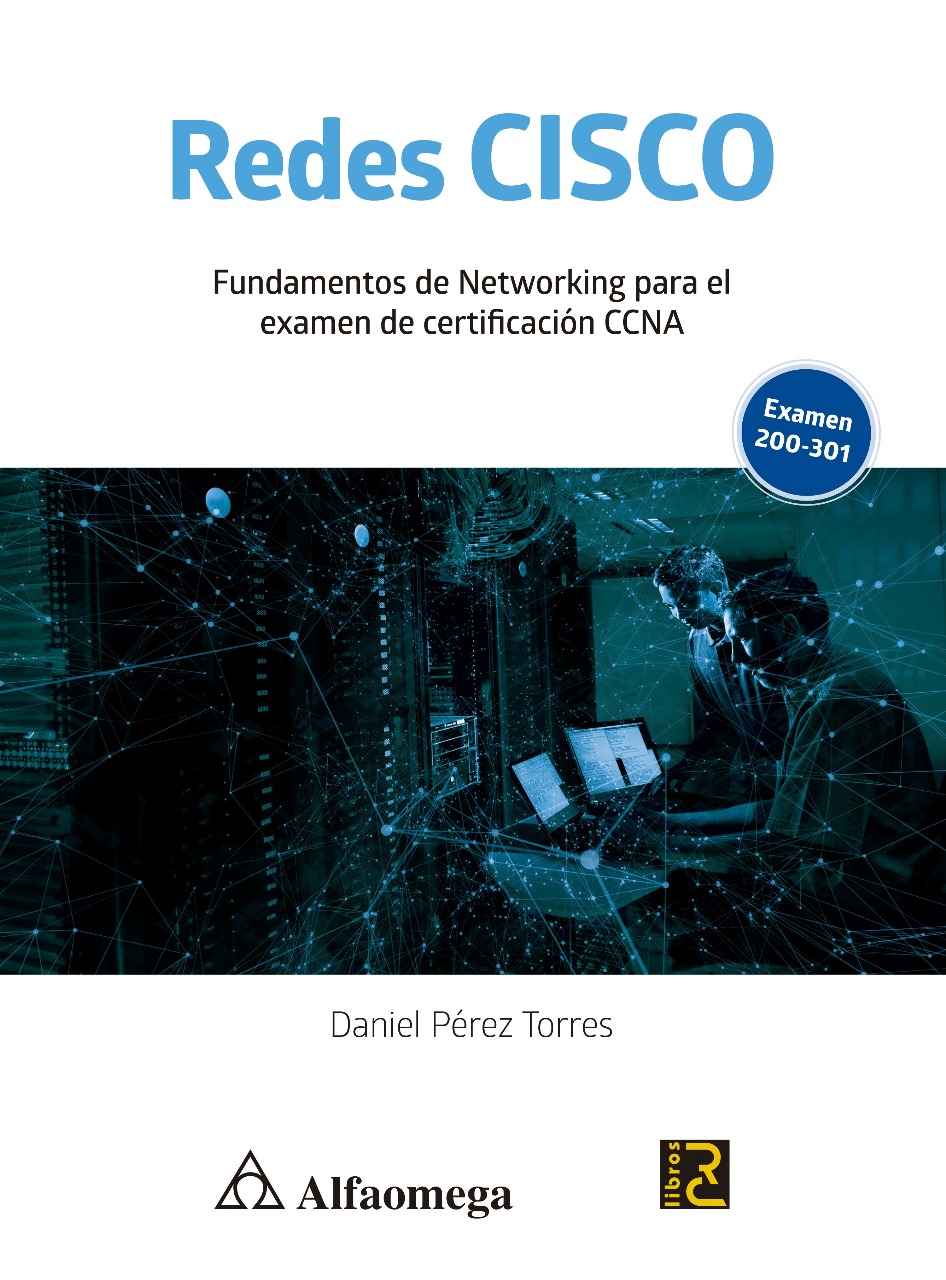 Redes CISCO
Fundamentos de Networking para el
examen de certificación CCNA
Examen
200-301
Daniel Pérez Torres
Alfaomega
libros
RC